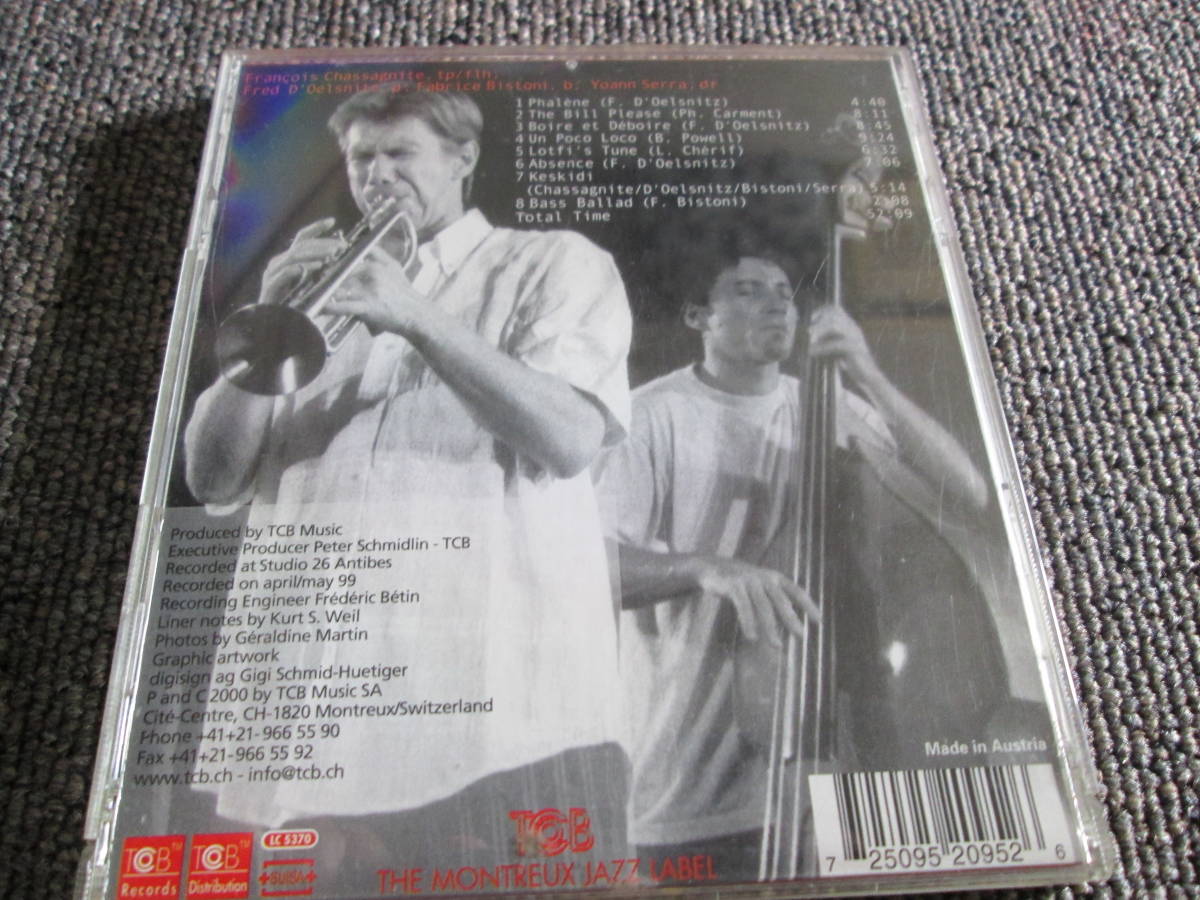 François Chassagnite, tp/flh;
Fred D'Oelsnitz, p; Fabrice Bistoni, b; Yoann Serra; dr
1 Phalène (F. D'Oelsnitz) 4:40
2 The Bill Please (Ph. Carment) 8:11
3 Boire et Déboire (F. D'Oelsnitz) 8:45
4 Un Poco Loco (B. Powell) 9:24
5 Lotfi's Tune (L. Chérif) 6:32
6 Absence (F. D'Oelsnitz) 7:06
7 Keskidi
(Chassagnite/D'Oelsnitz/Bistoni/Serra) 5:14
8 Bass Ballad (F. Bistoni) 2:08
Total Time 52:09
Produced by TCB Music
Executive Producer Peter Schmidlin - TCB
Recorded at Studio 26 Antibes
Recorded on april/may 99
Recording Engineer Frédéric Bétin
Liner notes by Kurt S. Weil
Photos by Géraldine Martin
Graphic artwork
digisign ag Gigi Schmid-Huetiger
P and C 2000 by TCB Music SA
Cité-Centre, CH-1820 Montreux/Switzerland
Phone +41+21-966 55 90
Fax +41+21-966 55 92
www.tcb.ch - info@tcb.ch
Made in Austria
TCB™ Records
TCB™ Distribution
LC 5370
SUISA
TCB
THE MONTREUX JAZZ LABEL
7 25095 20952 6